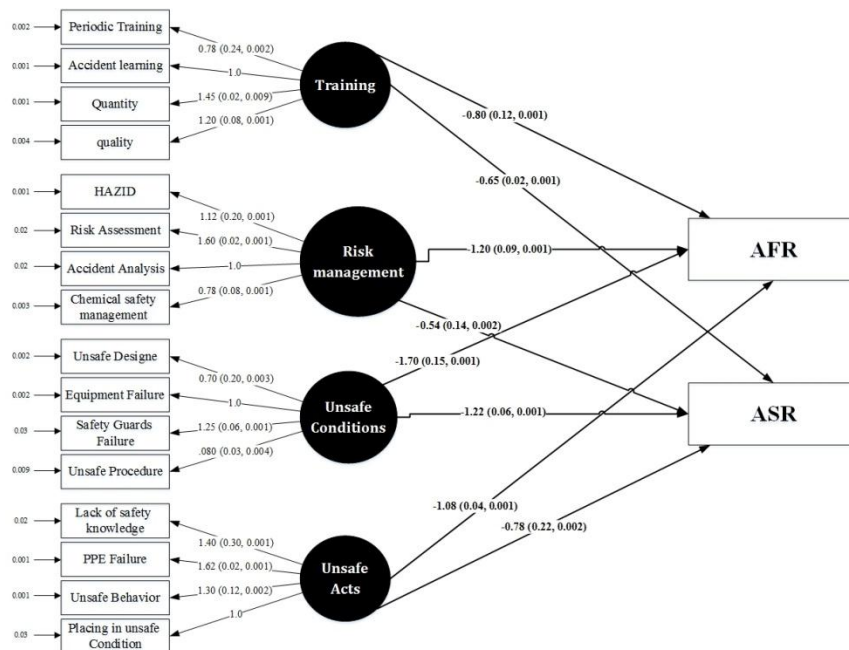 0.002
Periodic Training
0.78 (0.24, 0.002)
0.001
Accident learning
1.0
0.001
Quantity
1.45 (0.02, 0.009)
0.004
quality
1.20 (0.08, 0.001)
Training
-0.80 (0.12, 0.001)
-0.65 (0.02, 0.001)
0.001
HAZID
1.12 (0.20, 0.001)
0.02
Risk Assessment
1.60 (0.02, 0.001)
0.02
Accident Analysis
1.0
0.003
Chemical safety
management
0.78 (0.08, 0.001)
Risk
management
-1.20 (0.09, 0.001)
-0.54 (0.14, 0.002)
AFR
0.002
Unsafe Designe
0.70 (0.20, 0.003)
0.002
Equipment Failure
1.0
0.03
Safety Guards
Failure
1.25 (0.06, 0.001)
0.009
Unsafe Procedure
.080 (0.03, 0.004)
Unsafe
Conditions
-1.70 (0.15, 0.001)
-1.22 (0.06, 0.001)
ASR
0.02
Lack of safety
knowledge
1.40 (0.30, 0.001)
0.001
PPE Failure
1.62 (0.02, 0.001)
0.001
Unsafe Behavior
1.30 (0.12, 0.002)
0.03
Placing in unsafe
Condition
1.0
Unsafe
Acts
-1.08 (0.04, 0.001)
-0.78 (0.22, 0.002)